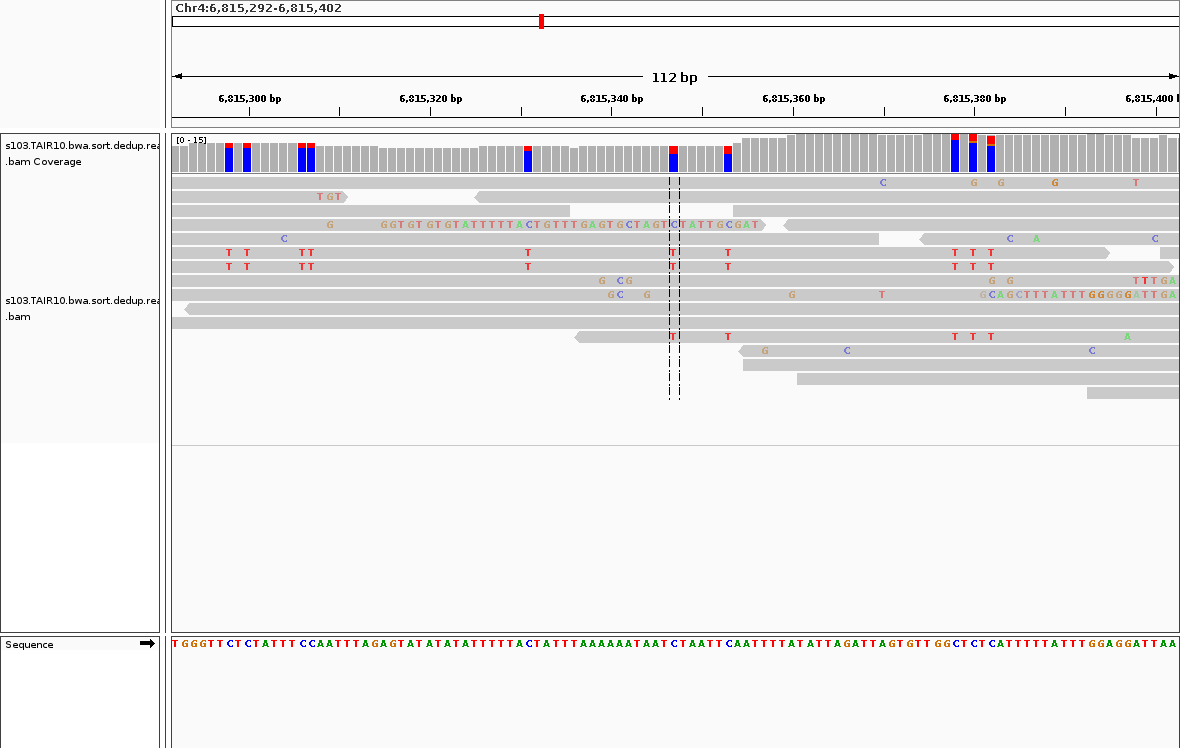 Chr4:6,815,292-6,815,402
112 bp
6,815,300 bp 6,815,320 bp 6,815,340 bp 6,815,360 bp 6,815,380 bp 6,815,400
s103.TAIR10.bwa.sort.dedup.rea
.bam Coverage
[0 - 15]
C G G G T
T G T
G GGTGTGTGTATTTTTACTGTTTGAGTGCTAGTCTATTGCGAT
C C A C
T T T T T T T T T T
T T T T T T T T T T
G C G G G T T T G A
G C G G T GCAGCTTTATTTGGGGGATTGA
s103.TAIR10.bwa.sort.dedup.rea
.bam
T T T T T A
G C C
Sequence
TGGGTTCTCTATTTCCAATTTAGAGTATATATATTTTTACTATTTAAAAAATAATCTAATTCAATTTTATATTAGATTAGTGTTGGCTCTCATTTTTATTTGGAGGATTAA